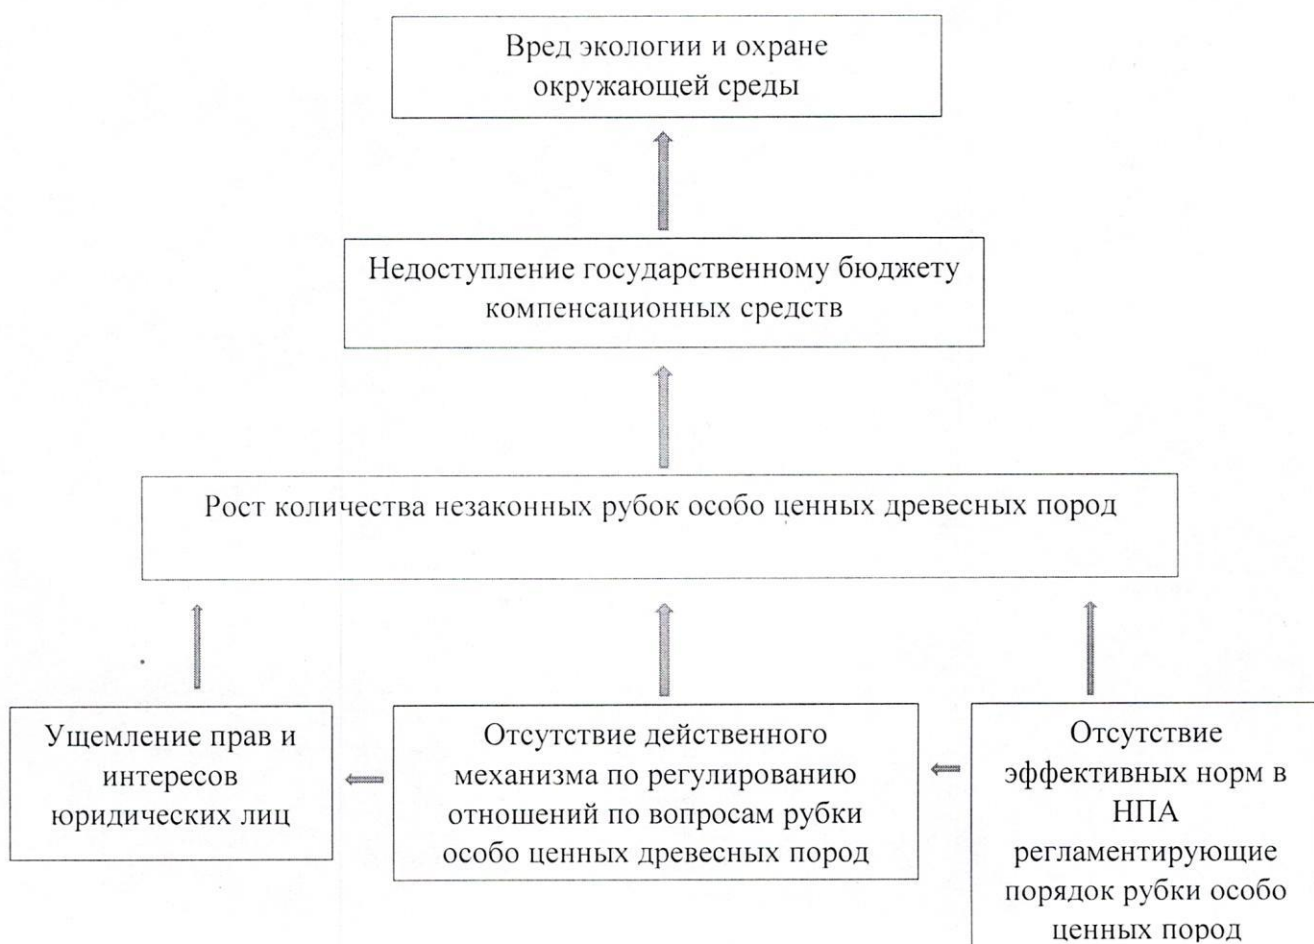 Вред экологии и охране
окружающей среды
Недоступление государственному бюджету
компенсационных средств
Рост количества незаконных рубок особо ценных древесных пород
Ущемление прав и
интересов
юридических лиц
Отсутствие действенного
механизма по регулированию
отношений по вопросам рубки
особо ценных древесных пород
Отсутствие
эффективных норм в
НПА
регламентирующие
порядок рубки особо
ценных пород